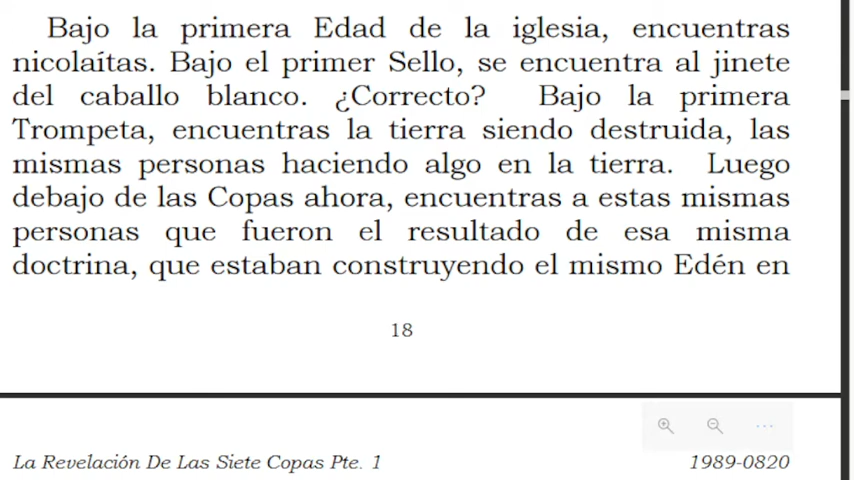 Bajo la primera Edad de la iglesia, encuentras
nicolaítas. Bajo el primer Sello, se encuentra al jinete
del caballo blanco. ¿Correcto? Bajo la primera
Trompeta, encuentras la tierra siendo destruida, las
mismas personas haciendo algo en la tierra. Luego
debajo de las Copas ahora, encuentras a estas mismas
personas que fueron el resultado de esa misma
doctrina, que estaban construyendo el mismo Edén en
18
La Revelación De Las Siete Copas Pte. 1 1989-0820